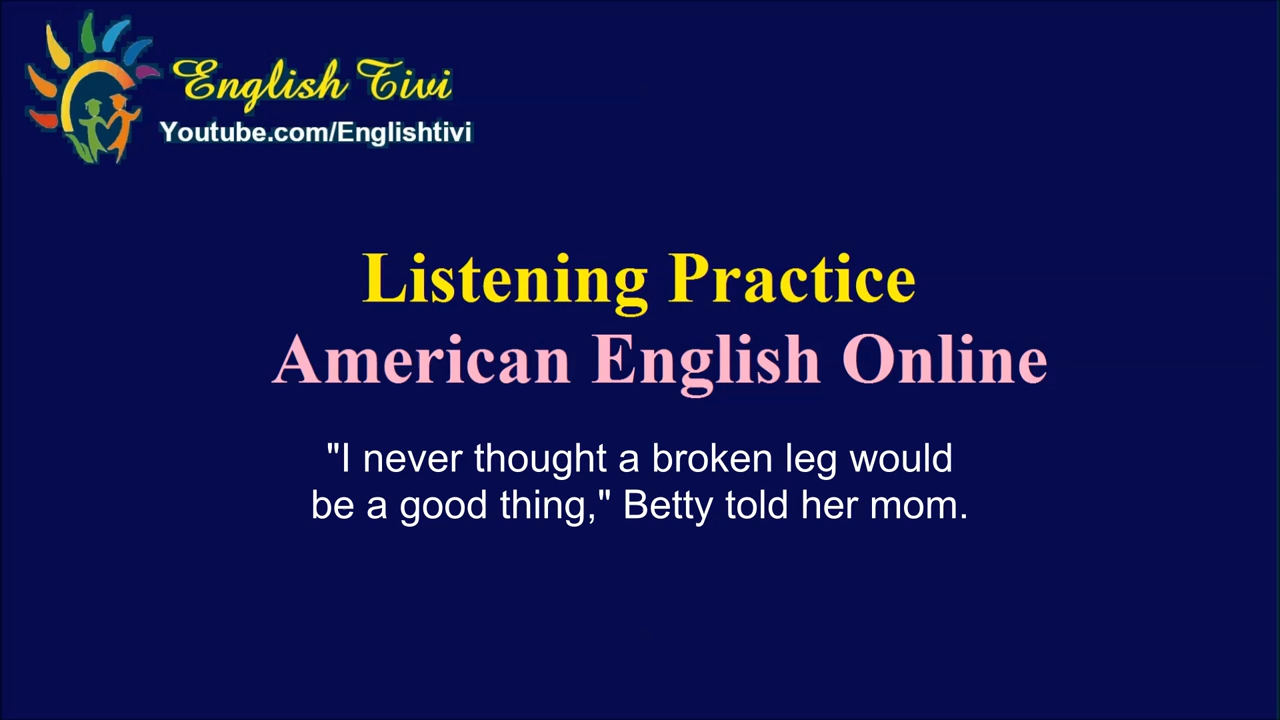 English Tivi
Youtube.com/Englishtivi
Listening Practice
American English Online
"I never thought a broken leg would
be a good thing," Betty told her mom.